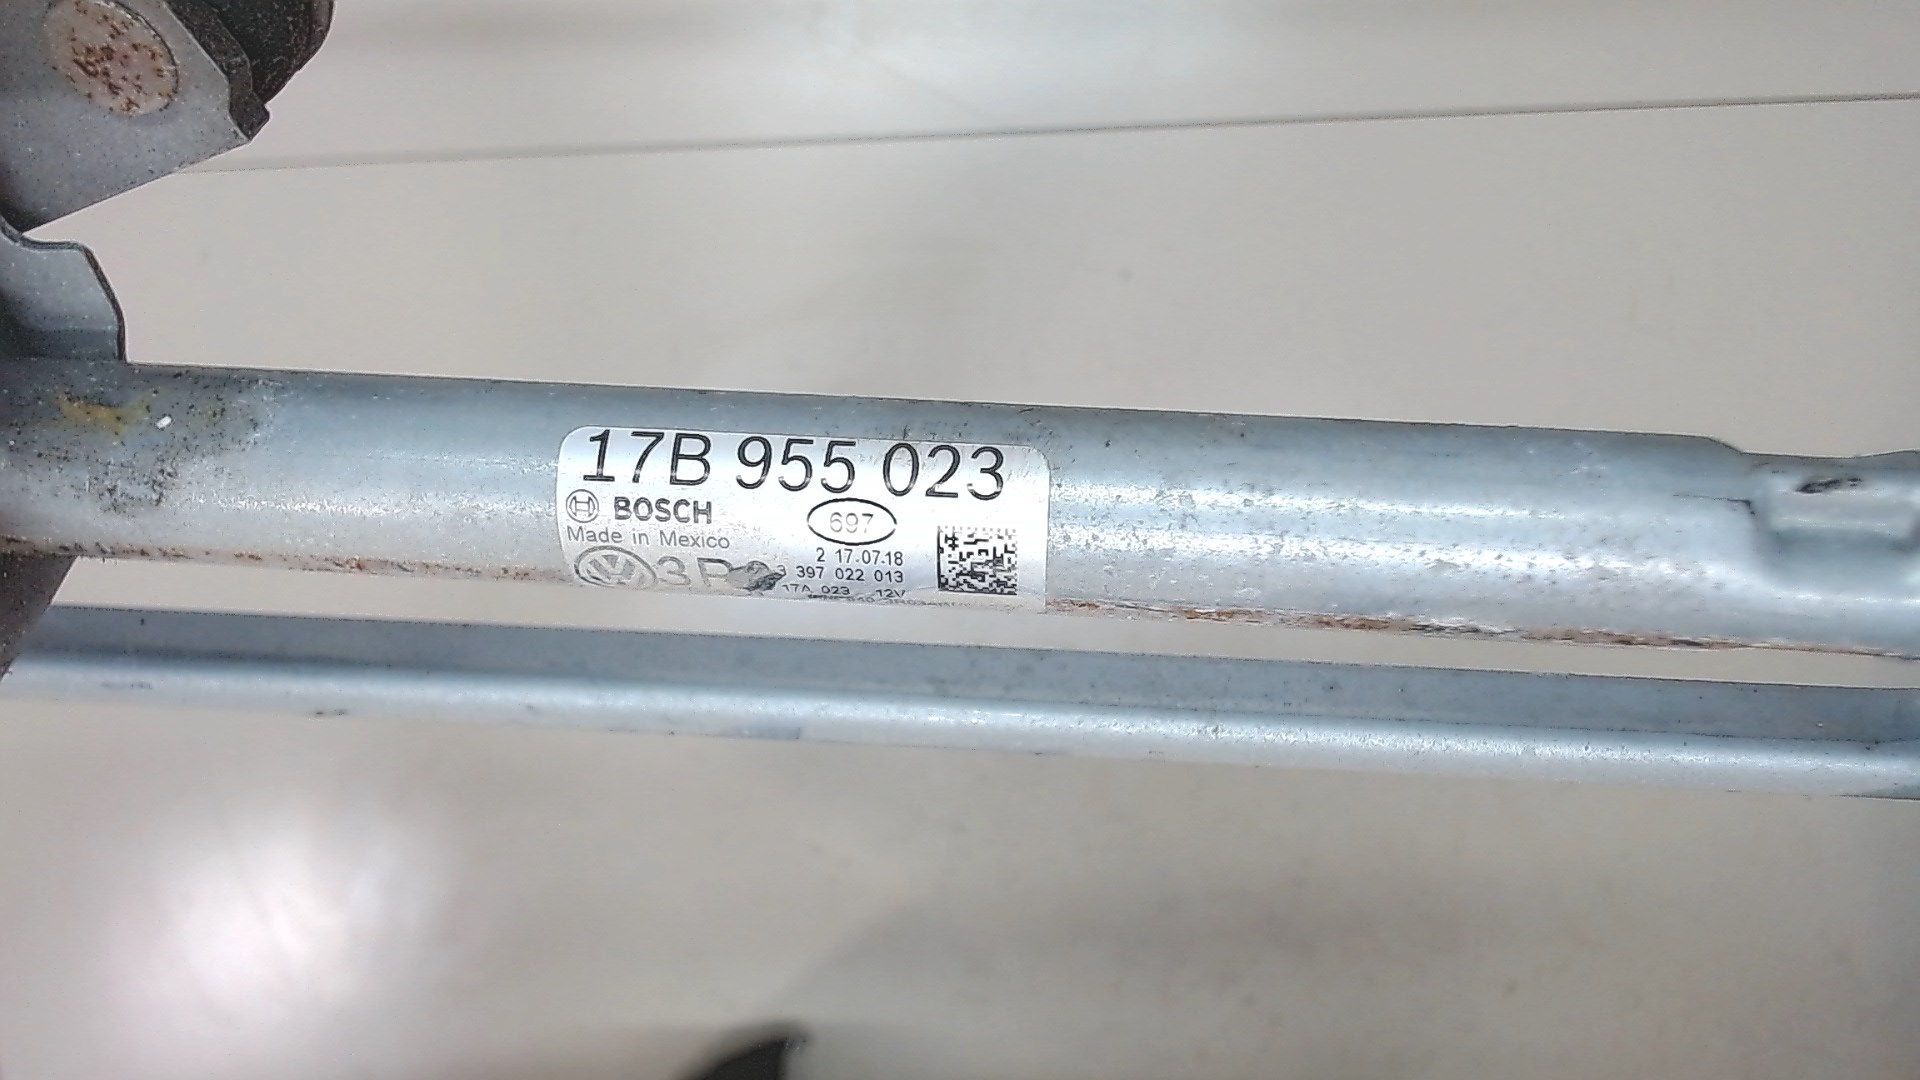 17B 955 023
BOSCH
697
Made in Mexico
2 17.07.18
3 397 022 013
17A 023 12V